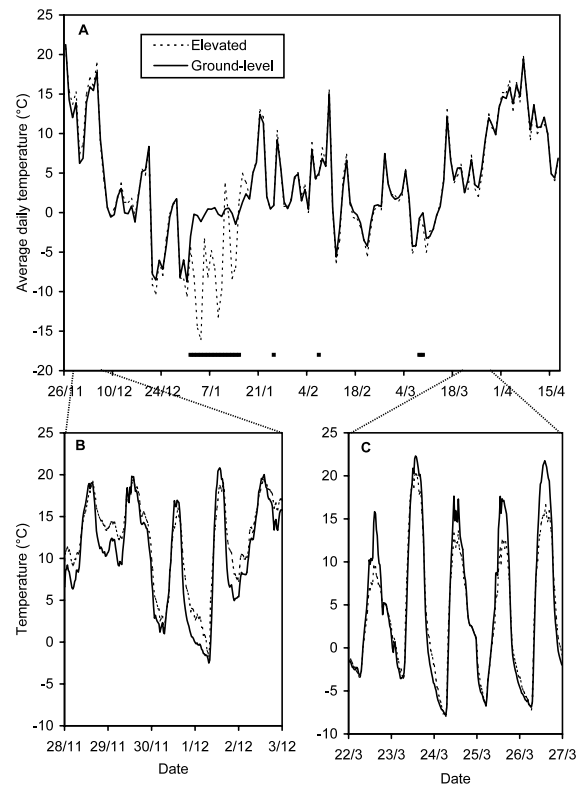 A
Elevated
Ground-level
Average daily temperature (°C)
25
20
15
10
5
0
-5
-10
-15
-20
26/11 10/12 24/12 7/1 21/1 4/2 18/2 4/3 18/3 1/4 15/4
B
Temperature (°C)
25
20
15
10
5
0
-5
-10
28/11 29/11 30/11 1/12 2/12 3/12
Date
C
25
20
15
10
5
0
-5
-10
22/3 23/3 24/3 25/3 26/3 27/3
Date